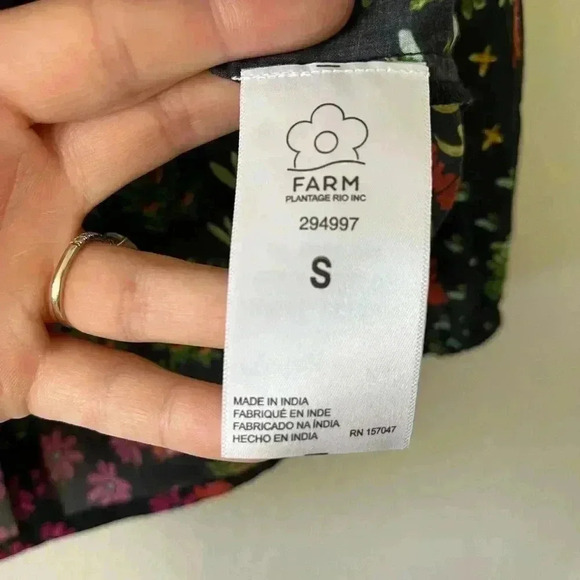 FARM
PLANTAGE RIO INC
294997
S
MADE IN INDIA
FABRIQUÉ EN INDE
FABRICADO NA ÍNDIA
HECHO EN INDIA RN 157047